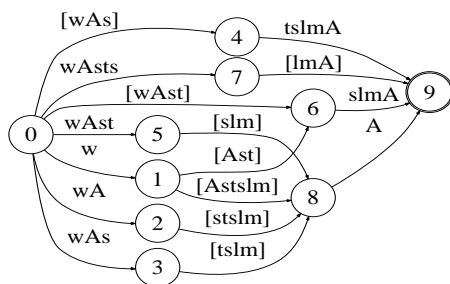 [wAs]
4
tslmA
wAsts
7
[lmA]
9
[wAst]
6
slmA
0
wAst
5
[slm]
A
w
[Ast]
1
[Astslm]
8
wA
2
[stslm]
wAs
[tslm]
3